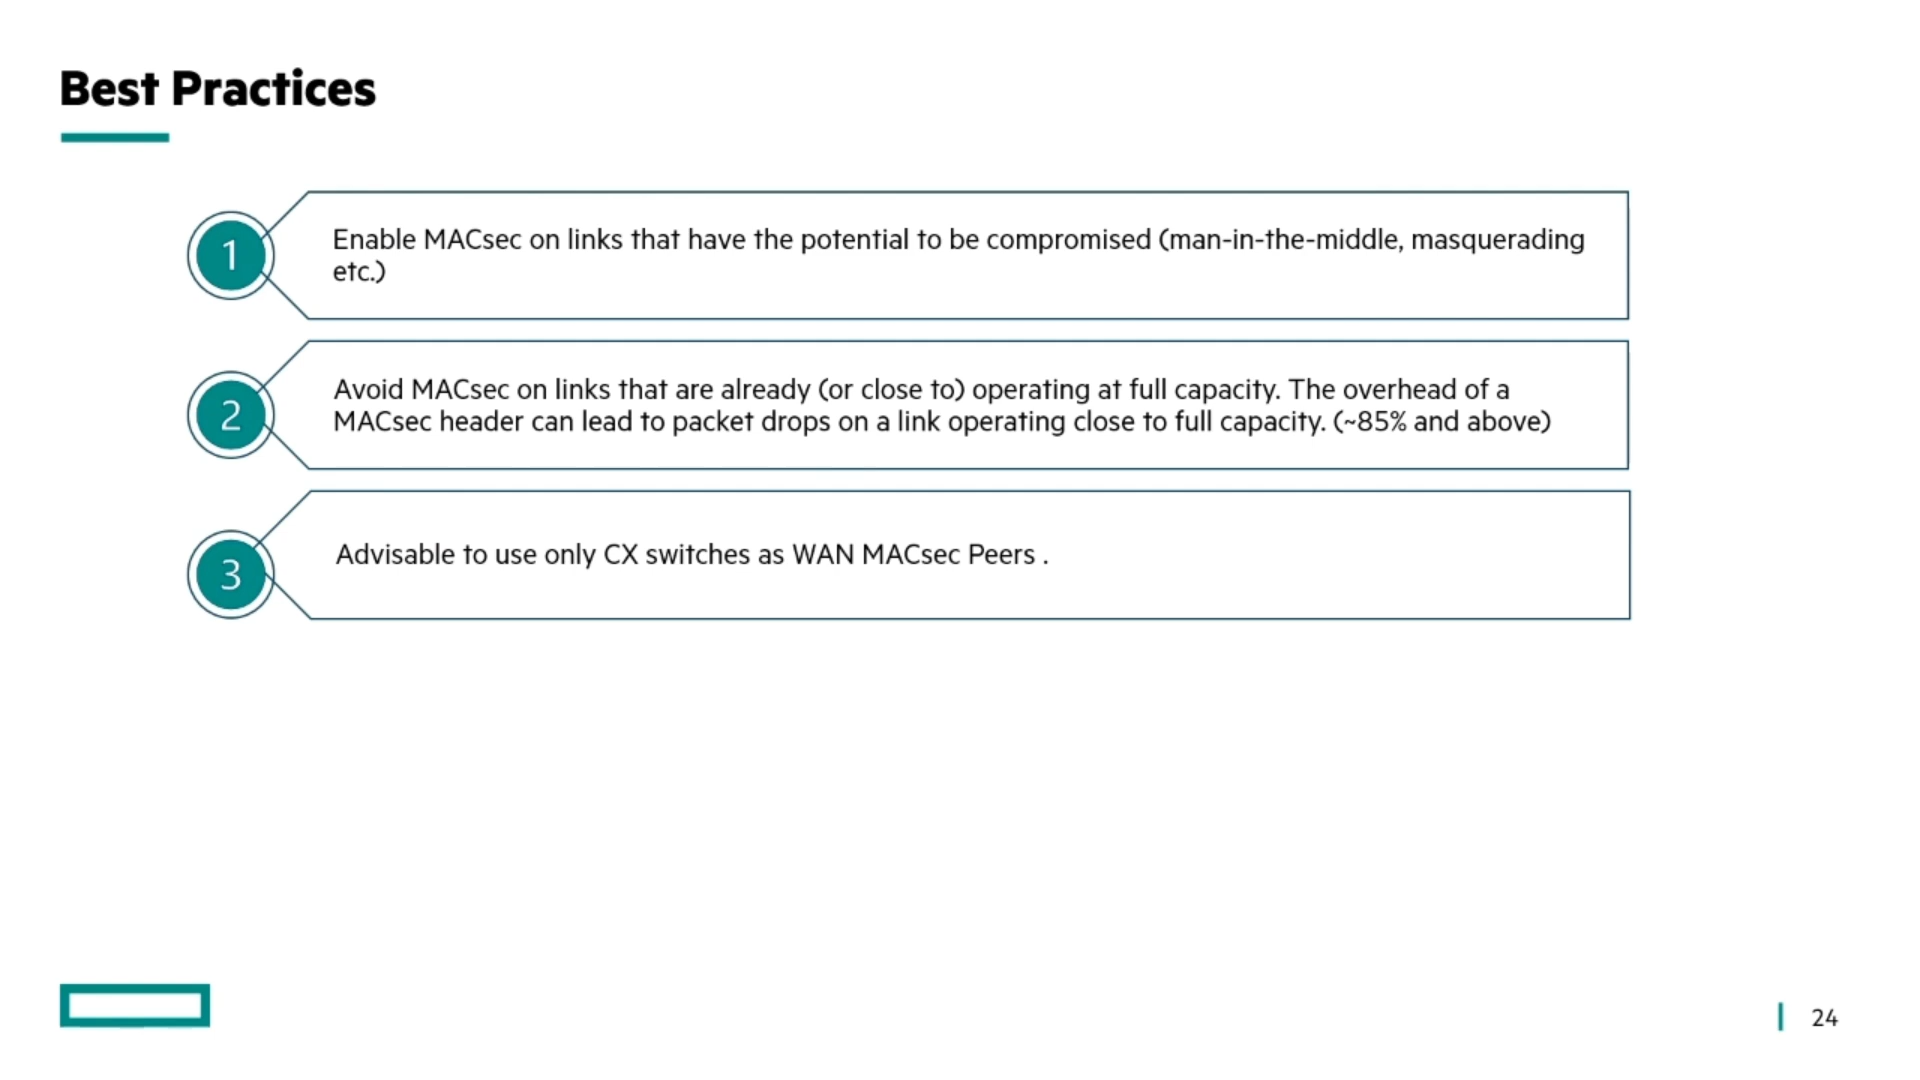 Best Practices
1
Enable MACsec on links that have the potential to be compromised (man-in-the-middle, masquerading
etc.)
2
Avoid MACsec on links that are already (or close to) operating at full capacity. The overhead of a
MACsec header can lead to packet drops on a link operating close to full capacity. (~85% and above)
3
Advisable to use only CX switches as WAN MACsec Peers .
24